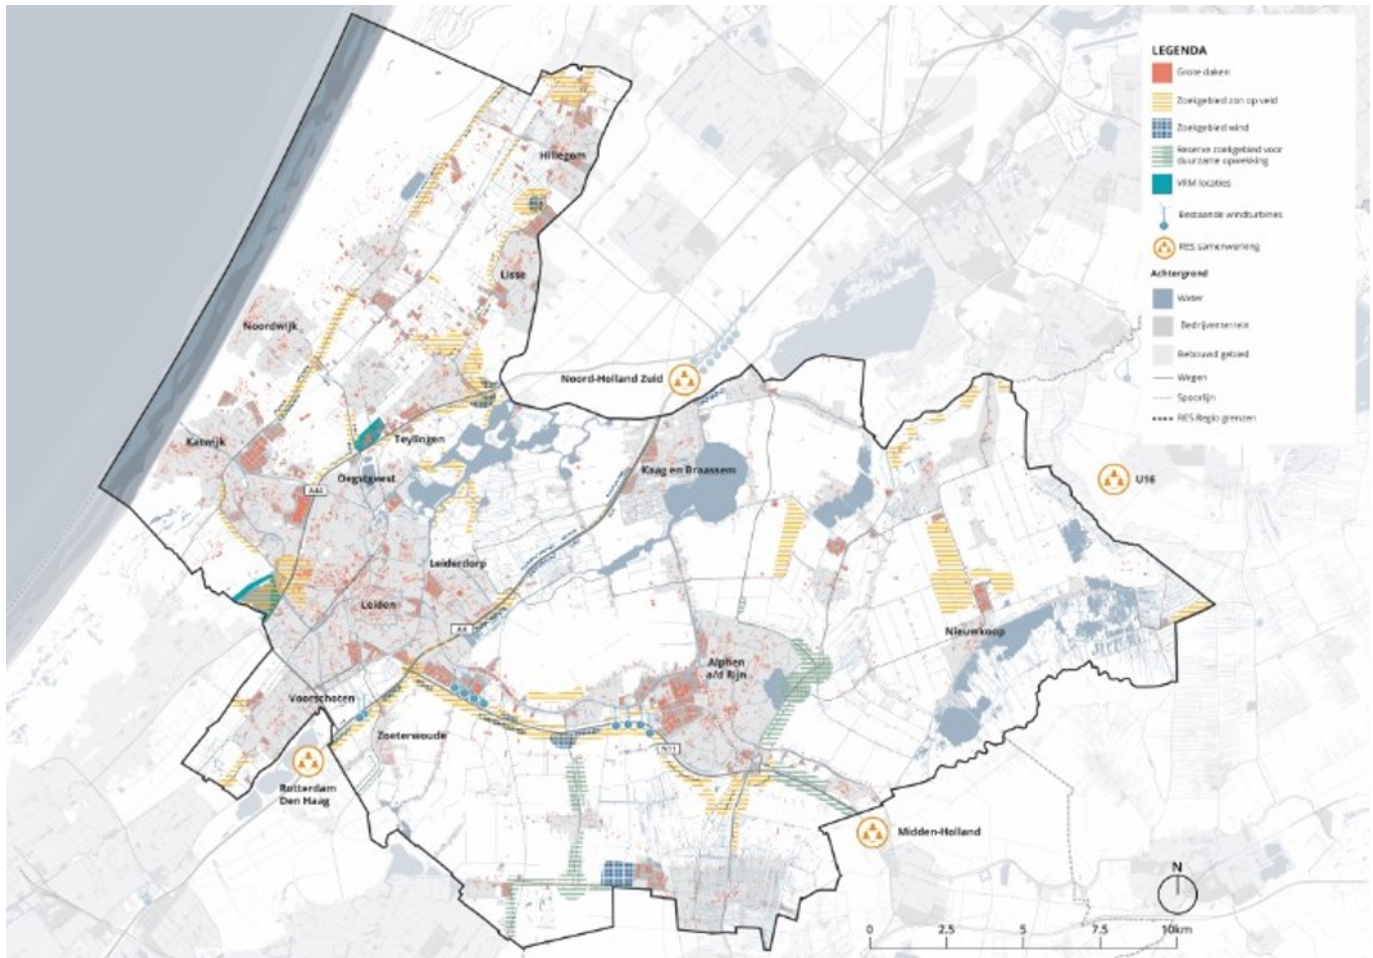 LEGENDA
Grote daken
Zoekgebied zon op veld
Zoekgebied wind
Reserve zoekgebied voor
duurzame opwekking
VRM locaties
Bestaande windturbines
RES samenwerking
Achtergrond
Water
Bedrijventerrein
Bebouwd gebied
Wegen
Spoorlijn
RES Regio grenzen
Hillegom
Lisse
Noordwijk
Noord-Holland Zuid
Katwijk
Teylingen
Kaag en Braassem
Oegstgeest
U16
A44
Leiderdorp
Leiden
A4
Nieuwkoop
Alphen
a/d Rijn
Voorschoten
Zoeterwoude
N11
Rotterdam
Den Haag
Midden-Holland
N
0 2.5 5 7.5 10km